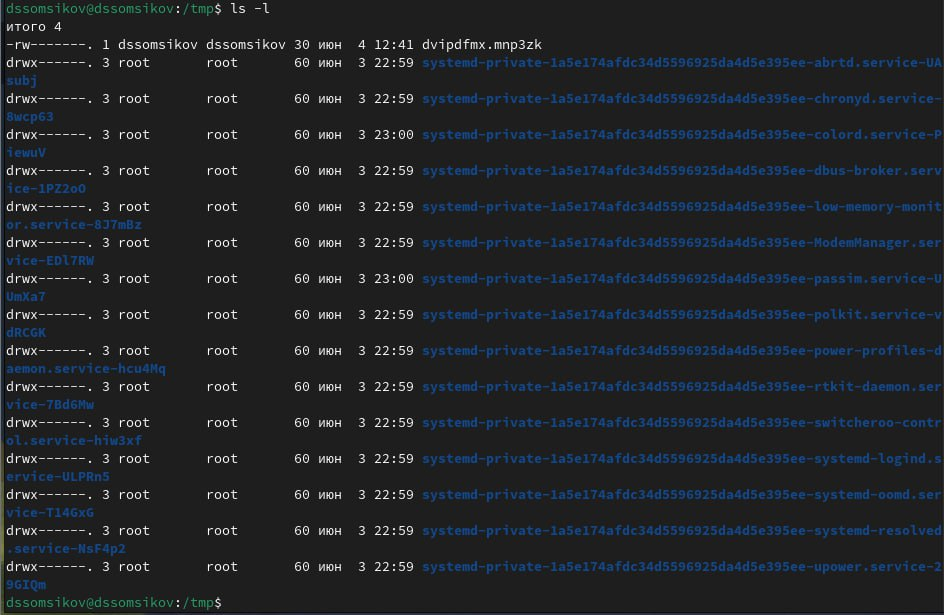 dssomsikov@dssomsikov:/tmp$ ls -l
итого 4
-rw-------. 1 dssomsikov dssomsikov 30 июн  4 12:41 dvipdfmx.mnp3zk
drwx------. 3 root       root       60 июн  3 22:59 systemd-private-1a5e174afdc34d5596925da4d5e395ee-abrtd.service-UA
subj
drwx------. 3 root       root       60 июн  3 22:59 systemd-private-1a5e174afdc34d5596925da4d5e395ee-chronyd.service-
8wcp63
drwx------. 3 root       root       60 июн  3 23:00 systemd-private-1a5e174afdc34d5596925da4d5e395ee-colord.service-P
iewuV
drwx------. 3 root       root       60 июн  3 22:59 systemd-private-1a5e174afdc34d5596925da4d5e395ee-dbus-broker.serv
ice-1PZ2oO
drwx------. 3 root       root       60 июн  3 22:59 systemd-private-1a5e174afdc34d5596925da4d5e395ee-low-memory-monit
or.service-8J7mBz
drwx------. 3 root       root       60 июн  3 22:59 systemd-private-1a5e174afdc34d5596925da4d5e395ee-ModemManager.ser
vice-EDl7RW
drwx------. 3 root       root       60 июн  3 23:00 systemd-private-1a5e174afdc34d5596925da4d5e395ee-passim.service-U
UmXa7
drwx------. 3 root       root       60 июн  3 22:59 systemd-private-1a5e174afdc34d5596925da4d5e395ee-polkit.service-v
dRCGK
drwx------. 3 root       root       60 июн  3 22:59 systemd-private-1a5e174afdc34d5596925da4d5e395ee-power-profiles-d
aemon.service-hcu4Mq
drwx------. 3 root       root       60 июн  3 22:59 systemd-private-1a5e174afdc34d5596925da4d5e395ee-rtkit-daemon.ser
vice-7Bd6Mw
drwx------. 3 root       root       60 июн  3 22:59 systemd-private-1a5e174afdc34d5596925da4d5e395ee-switcheroo-contr
ol.service-hiw3xf
drwx------. 3 root       root       60 июн  3 22:59 systemd-private-1a5e174afdc34d5596925da4d5e395ee-systemd-logind.s
ervice-ULPRn5
drwx------. 3 root       root       60 июн  3 22:59 systemd-private-1a5e174afdc34d5596925da4d5e395ee-systemd-oomd.ser
vice-T14GxG
drwx------. 3 root       root       60 июн  3 22:59 systemd-private-1a5e174afdc34d5596925da4d5e395ee-systemd-resolved
.service-NsF4p2
drwx------. 3 root       root       60 июн  3 22:59 systemd-private-1a5e174afdc34d5596925da4d5e395ee-upower.service-2
9GIQm
dssomsikov@dssomsikov:/tmp$